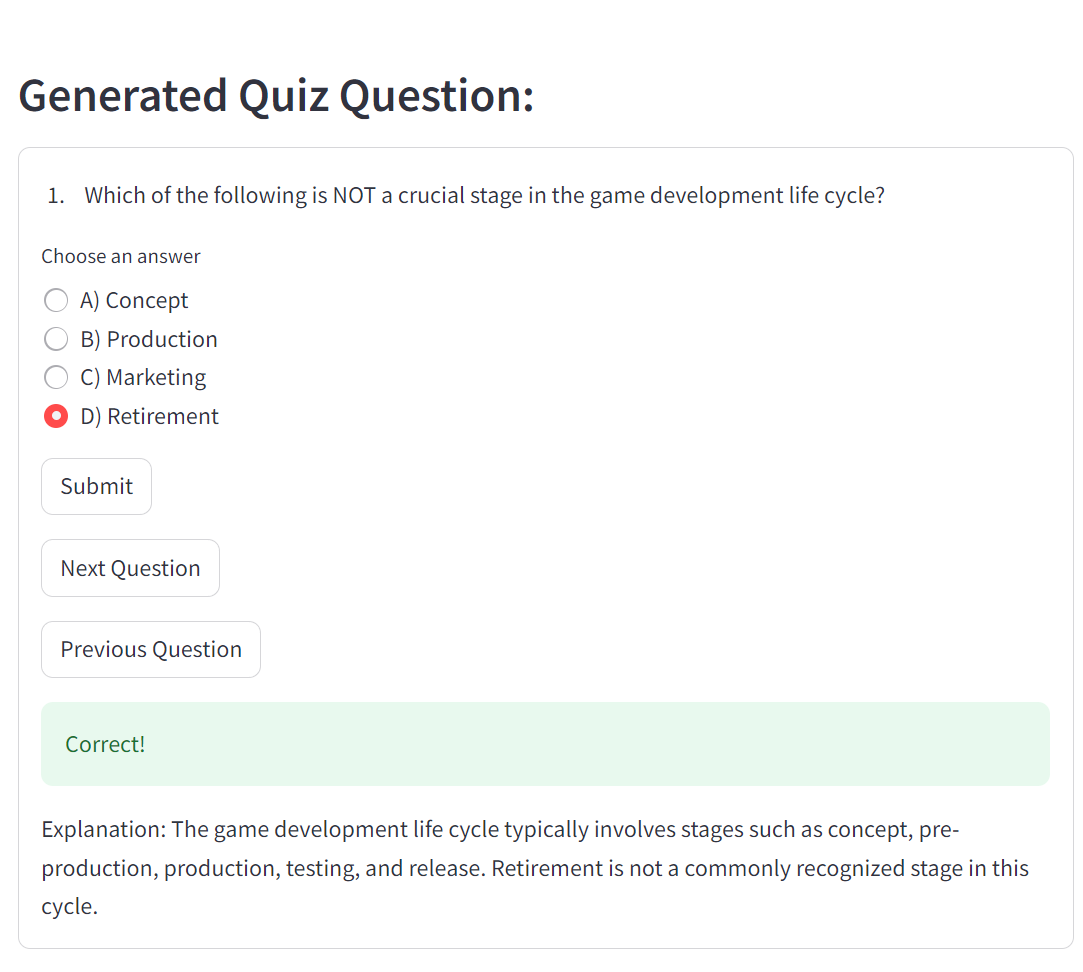 Generated Quiz Question:
1. Which of the following is NOT a crucial stage in the game development life cycle?
Choose an answer
A) Concept
B) Production
C) Marketing
D) Retirement
Submit
Next Question
Previous Question
Correct!
Explanation: The game development life cycle typically involves stages such as concept, pre-
production, production, testing, and release. Retirement is not a commonly recognized stage in this
cycle.